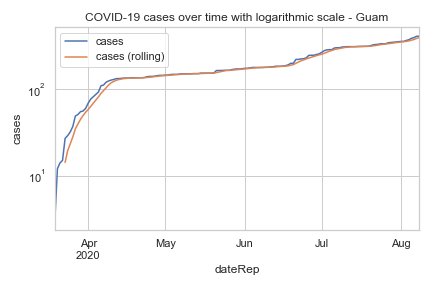 COVID-19 cases over time with logarithmic scale - Guam
cases
cases (rolling)
10²
10¹
cases
Apr
2020
May
Jun
Jul
Aug
dateRep